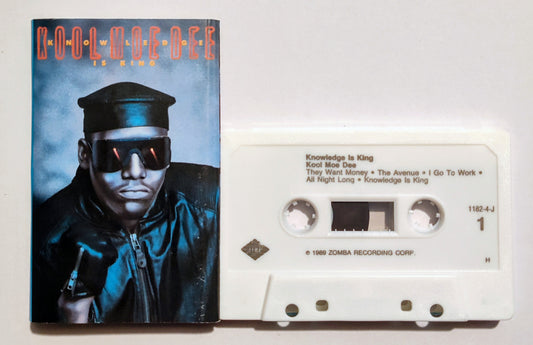 KOOL MOE DEE
KNOWLEDGE
IS KING
Knowledge Is King
Kool Moe Dee
They Want Money • The Avenue • I Go To Work •
All Night Long • Knowledge Is King
1182-4-J
1
℗ 1989 ZOMBA RECORDING CORP.
H